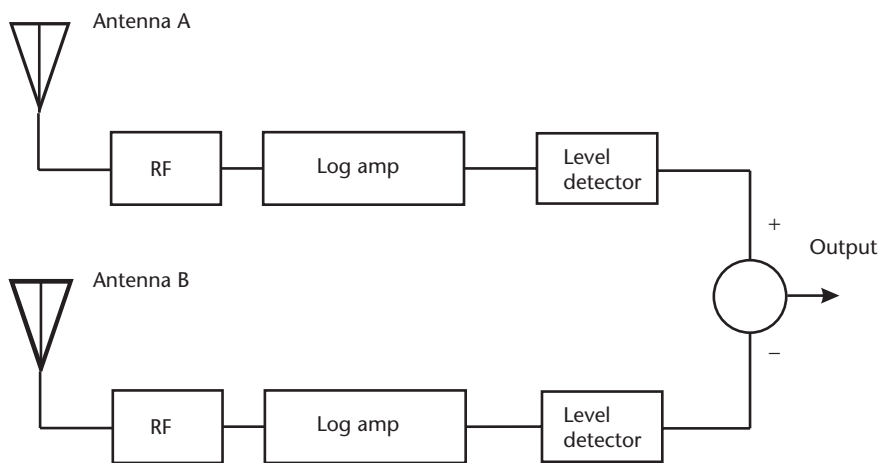 Antenna A
RF
Log amp
Level
detector
+
Output
Antenna B
−
RF
Log amp
Level
detector